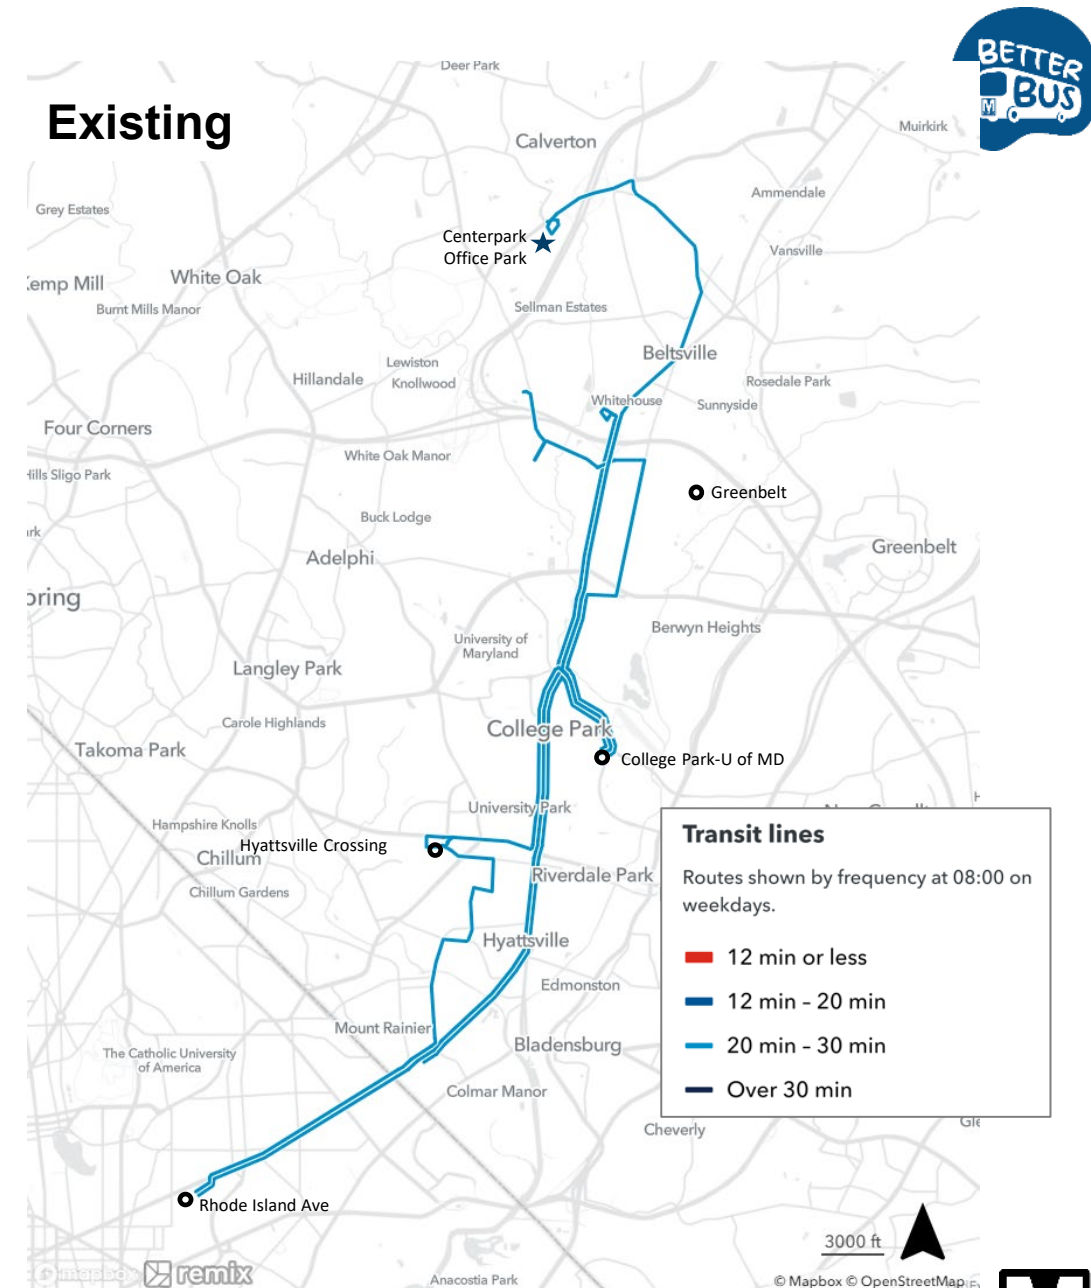 BETTER
BUS
M
Existing
Deer Park
Muirkirk
Calverton
Ammendale
Grey Estates
Centerpark
Office Park
Vansville
White Oak
Kemp Mill
Burnt Mills Manor
Sellman Estates
Beltsville
Lewiston
Knollwood
Hillandale
Rosedale Park
Whitehouse
Sunnyside
Four Corners
White Oak Manor
Hills Sligo Park
Greenbelt
Buck Lodge
Adelphi
Greenbelt
pring
Berwyn Heights
University of
Maryland
Langley Park
Carole Highlands
College Park
Takoma Park
College Park-U of MD
University Park
Hampshire Knolls
Hyattsville Crossing
Chillum
Chillum Gardens
Riverdale Park
Hyattsville
Edmonston
Mount Rainier
The Catholic University
of America
Bladensburg
Colmar Manor
Cheverly
Transit lines
Routes shown by frequency at 08:00 on
weekdays.
12 min or less
12 min – 20 min
20 min – 30 min
Over 30 min
Rhode Island Ave
3000 ft
mapbox remix
Anacostia Park
© Mapbox © OpenStreetMap